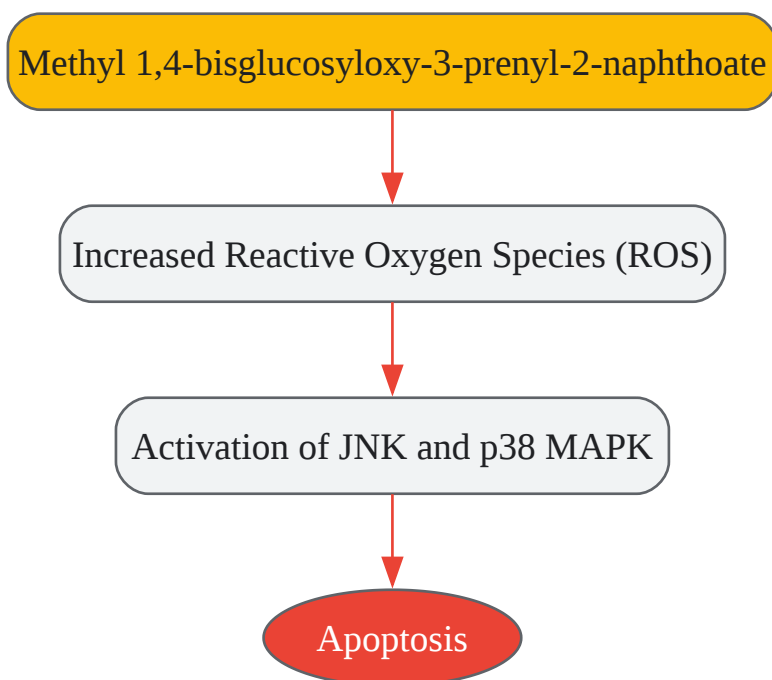 Methyl 1,4-bisglucosyloxy-3-prenyl-2-naphthoate
Increased Reactive Oxygen Species (ROS)
Activation of JNK and p38 MAPK
Apoptosis